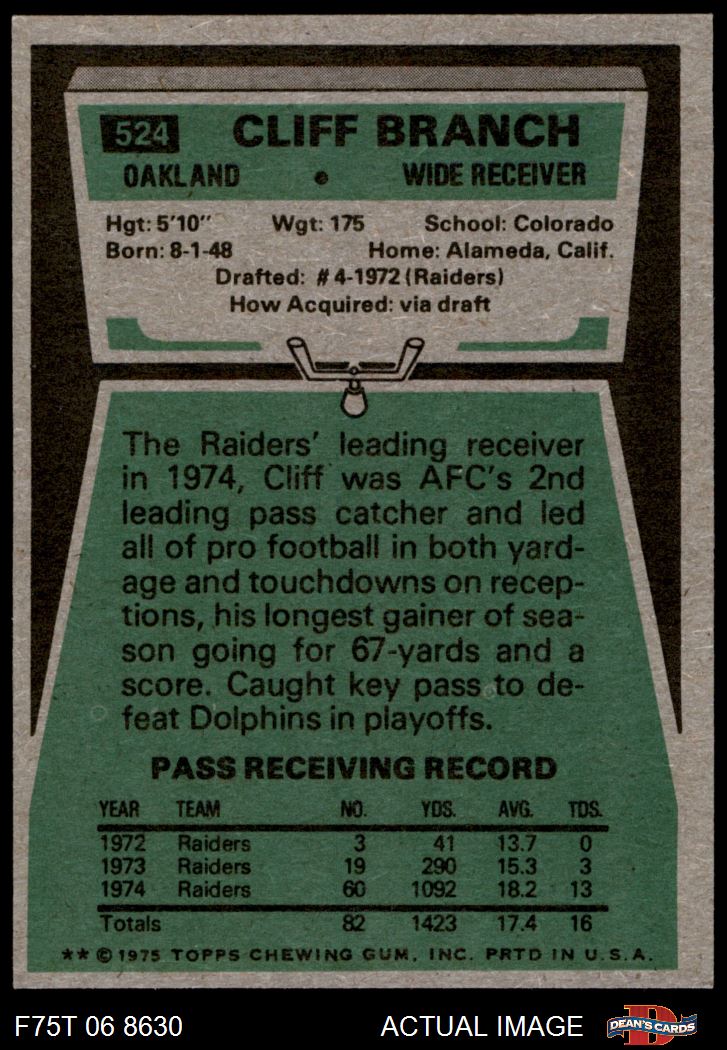 524 CLIFF BRANCH
OAKLAND • WIDE RECEIVER
Hgt: 5'10" Wgt: 175 School: Colorado
Born: 8-1-48 Home: Alameda, Calif.
Drafted: #4-1972 (Raiders)
How Acquired: via draft
The Raiders' leading receiver
in 1974, Cliff was AFC's 2nd
leading pass catcher and led
all of pro football in both yard-
age and touchdowns on recep-
tions, his longest gainer of sea-
son going for 67-yards and a
score. Caught key pass to de-
feat Dolphins in playoffs.
PASS RECEIVING RECORD
YEAR TEAM NO. YDS. AVG. TDS.
1972 Raiders 3 41 13.7 0
1973 Raiders 19 290 15.3 3
1974 Raiders 60 1092 18.2 13
Totals 82 1423 17.4 16
** © 1975 TOPPS CHEWING GUM, INC. PRTD IN U.S.A.
F75T 06 8630 ACTUAL IMAGE
D
DEAN'S CARDS